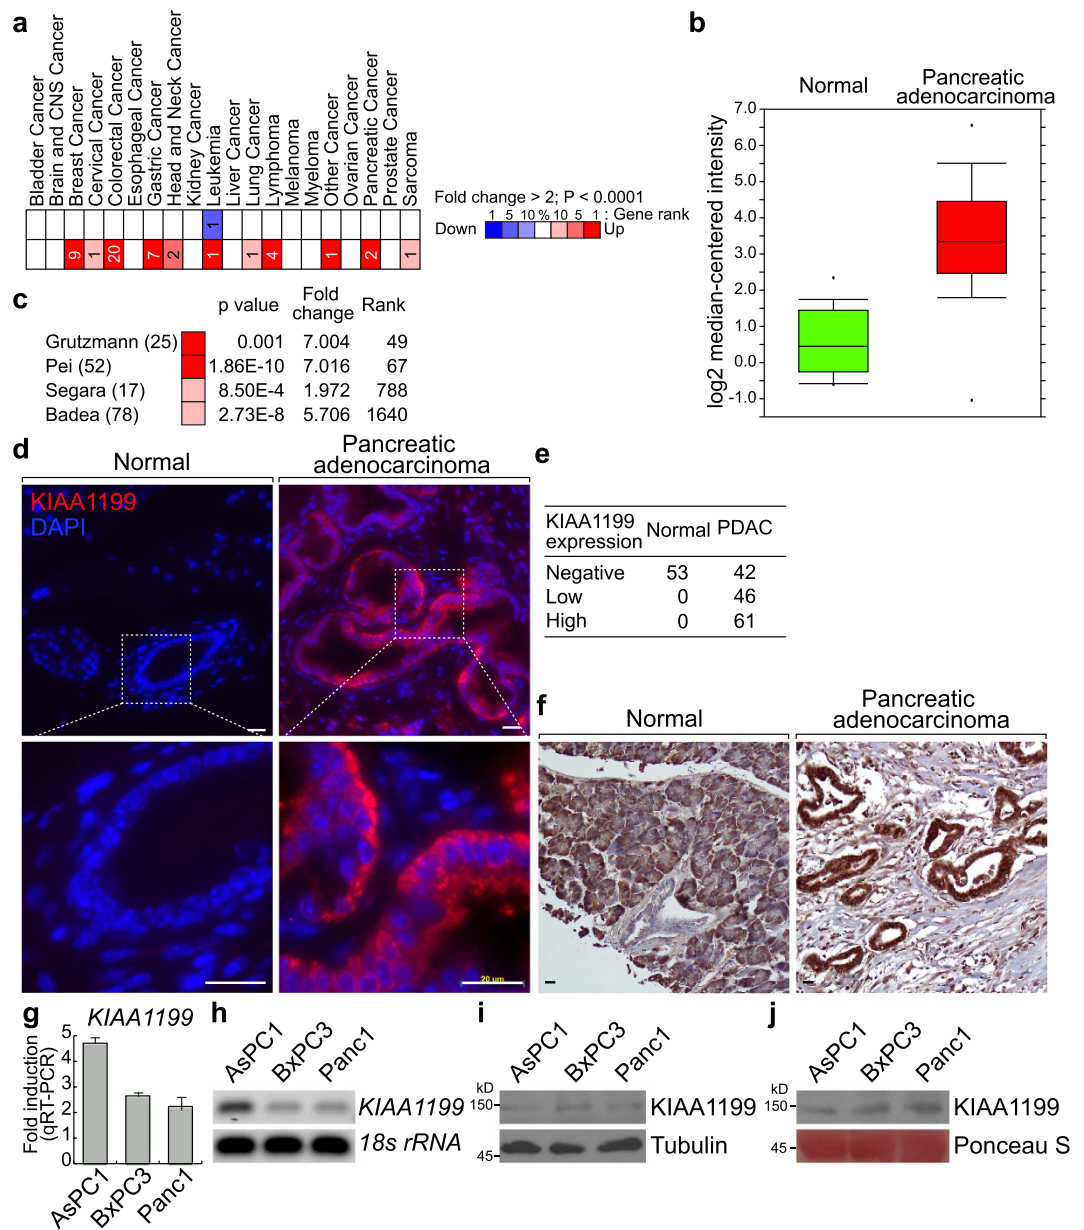 a
Bladder Cancer
Brain and CNS Cancer
Breast Cancer
Cervical Cancer
Colorectal Cancer
Esophageal Cancer
Gastric Cancer
Head and Neck Cancer
Kidney Cancer
Leukemia
Liver Cancer
Lung Cancer
Lymphoma
Melanoma
Myeloma
Other Cancer
Ovarian Cancer
Pancreatic Cancer
Prostate Cancer
Sarcoma
1
9 1 20 7 2 1 1 4 1 2 1
Fold change > 2; P < 0.0001
1 5 10 % 10 5 1 : Gene rank
Down Up
b
Normal
Pancreatic
adenocarcinoma
log2 median-centered intensity
7.0
6.0
5.0
4.0
3.0
2.0
1.0
0.0
-1.0
c
p value Fold change Rank
Grutzmann (25) 0.001 7.004 49
Pei (52) 1.86E-10 7.016 67
Segara (17) 8.50E-4 1.972 788
Badea (78) 2.73E-8 5.706 1640
d
Normal
Pancreatic
adenocarcinoma
KIAA1199
DAPI
20 µm
e
KIAA1199 expression Normal PDAC
Negative 53 42
Low 0 46
High 0 61
f
Normal
Pancreatic
adenocarcinoma
g
KIAA1199
Fold induction
(qRT-PCR)
5
4
3
2
1
0
AsPC1
BxPC3
Panc1
h
AsPC1
BxPC3
Panc1
KIAA1199
18s rRNA
i
AsPC1
BxPC3
Panc1
kD
150
KIAA1199
45
Tubulin
j
AsPC1
BxPC3
Panc1
kD
150
KIAA1199
45
Ponceau S